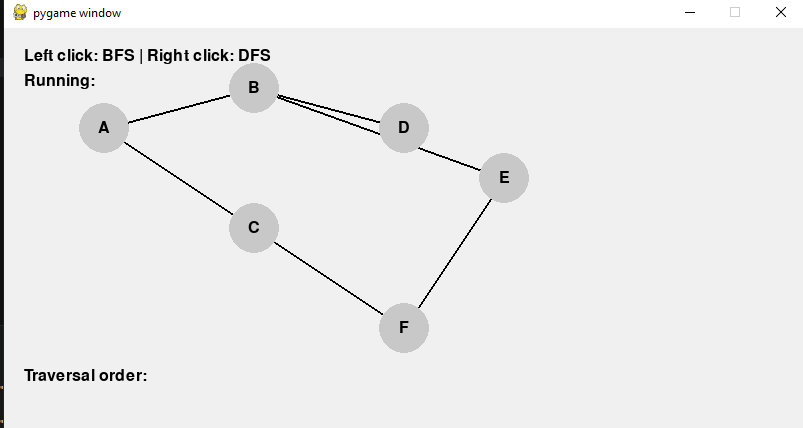 pygame window
Left click: BFS | Right click: DFS
Running:
B
A
D
E
C
F
Traversal order: